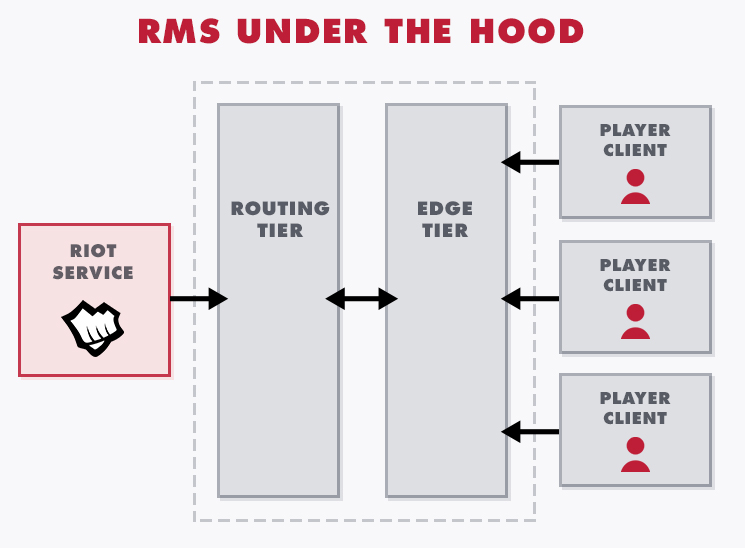 RMS UNDER THE HOOD
RIOT
SERVICE
ROUTING
TIER
EDGE
TIER
PLAYER
CLIENT
PLAYER
CLIENT
PLAYER
CLIENT